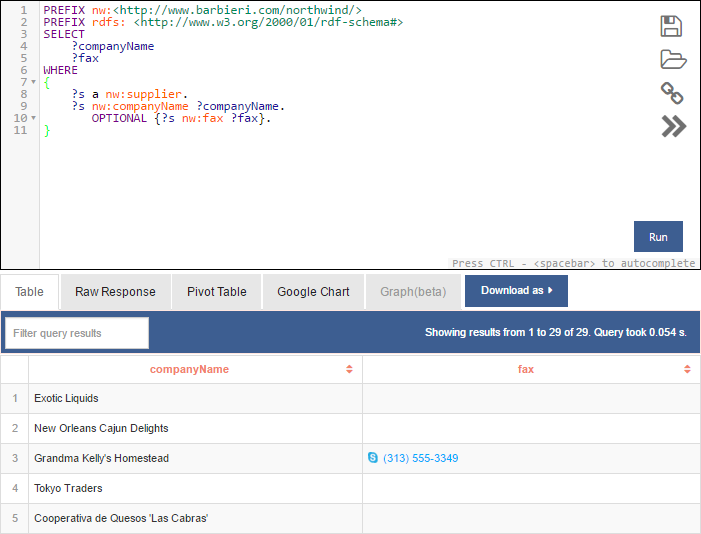 1 PREFIX nw:<http://www.barbieri.com/northwind/>
2 PREFIX rdfs: <http://www.w3.org/2000/01/rdf-schema#>
3 SELECT
4 ?companyName
5 ?fax
6 WHERE
7 {
8 ?s a nw:supplier.
9 ?s nw:companyName ?companyName.
10 OPTIONAL {?s nw:fax ?fax}.
11 }
Run
Press CTRL - <spacebar> to autocomplete
Table Raw Response Pivot Table Google Chart Graph(beta) Download as
Filter query results Showing results from 1 to 29 of 29. Query took 0.054 s.
companyName fax
1 Exotic Liquids
2 New Orleans Cajun Delights
3 Grandma Kelly's Homestead (313) 555-3349
4 Tokyo Traders
5 Cooperativa de Quesos 'Las Cabras'